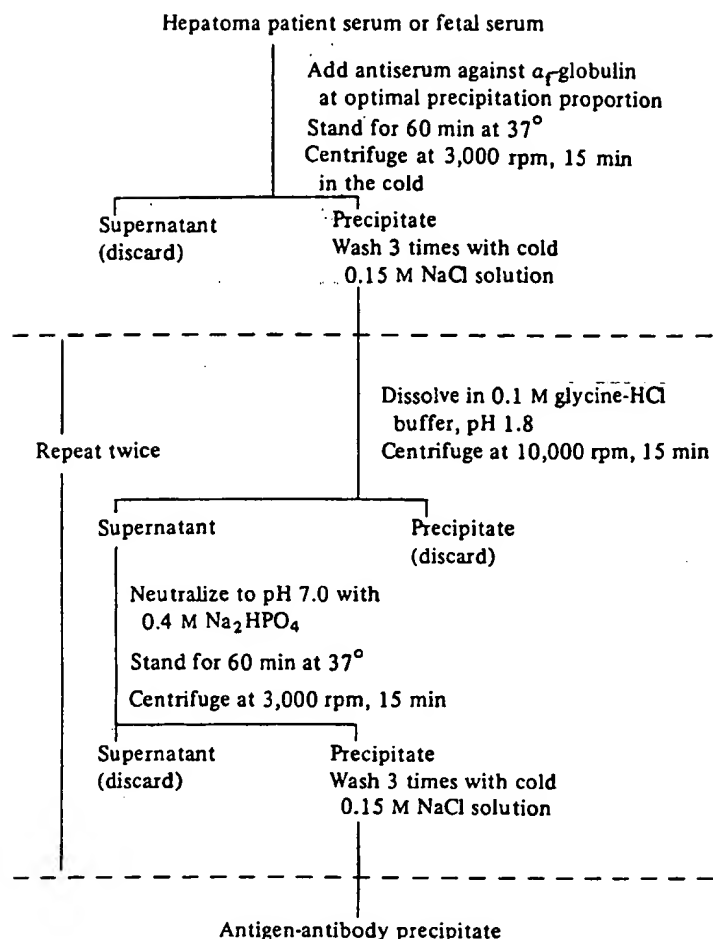 Hepatoma patient serum or fetal serum
Add antiserum against αf-globulin
at optimal precipitation proportion
Stand for 60 min at 37°
Centrifuge at 3,000 rpm, 15 min
in the cold
Supernatant
(discard)
Precipitate
Wash 3 times with cold
0.15 M NaCl solution
Dissolve in 0.1 M glycine-HCl
buffer, pH 1.8
Centrifuge at 10,000 rpm, 15 min
Repeat twice
Supernatant
Precipitate
(discard)
Neutralize to pH 7.0 with
0.4 M Na₂HPO₄
Stand for 60 min at 37°
Centrifuge at 3,000 rpm, 15 min
Supernatant
(discard)
Precipitate
Wash 3 times with cold
0.15 M NaCl solution
Antigen-antibody precipitate